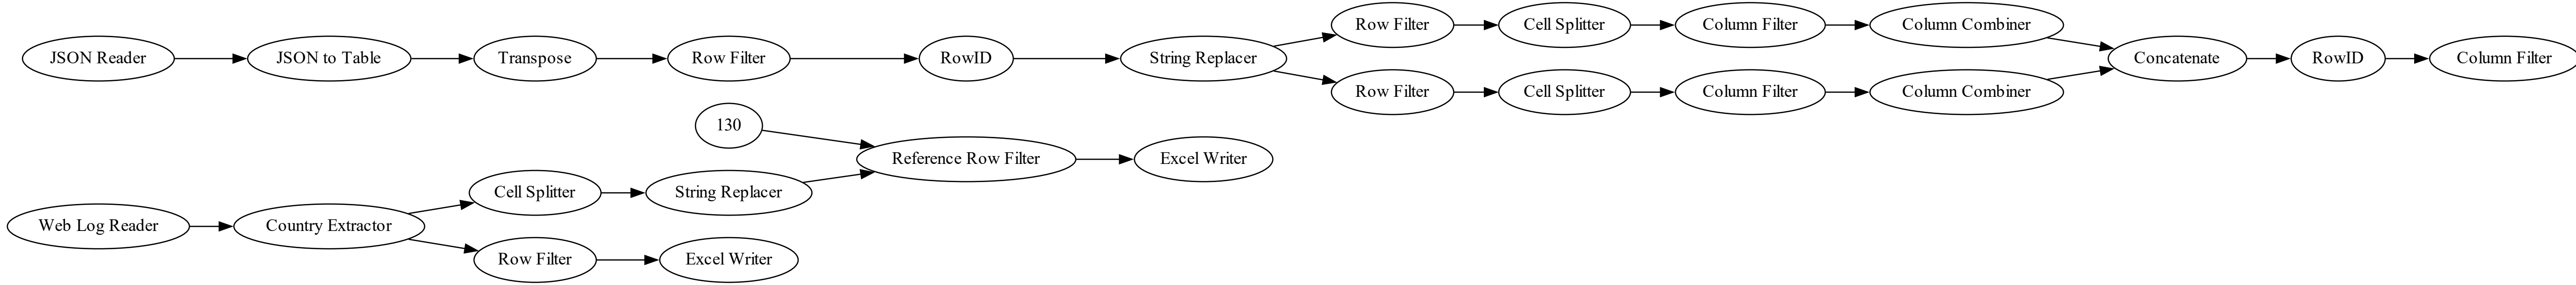 JSON Reader
JSON to Table
Transpose
Row Filter
RowID
String Replacer
Row Filter
Cell Splitter
Column Filter
Column Combiner
Row Filter
Cell Splitter
Column Filter
Column Combiner
Concatenate
RowID
Column Filter
130
Reference Row Filter
Excel Writer
Web Log Reader
Country Extractor
Cell Splitter
String Replacer
Row Filter
Excel Writer